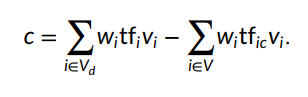 c = ∑_{i∈V_d} w_i tf_i v_i − ∑_{i∈V} w_i tf_{ic} v_i.